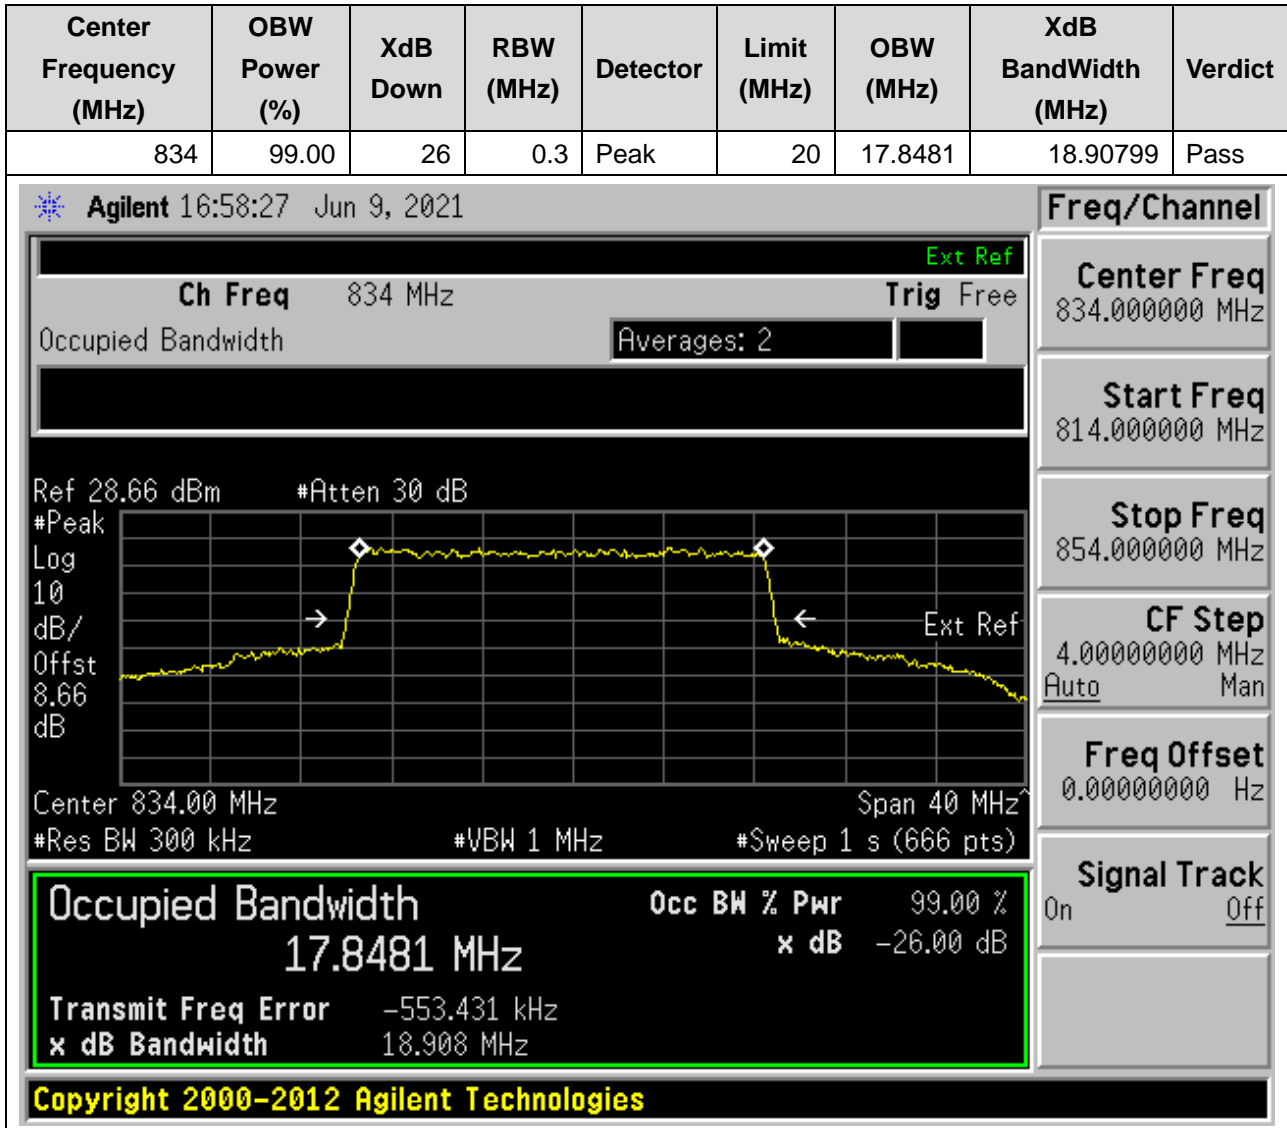 Center Frequency (MHz) OBW Power (%) XdB Down RBW (MHz) Detector Limit (MHz) OBW (MHz) XdB BandWidth (MHz) Verdict
834 99.00 26 0.3 Peak 20 17.8481 18.90799 Pass
Agilent 16:58:27 Jun 9, 2021
Freq/Channel
Ext Ref
Ch Freq 834 MHz Trig Free
Occupied Bandwidth Averages: 2
Center Freq
834.000000 MHz
Start Freq
814.000000 MHz
Ref 28.66 dBm #Atten 30 dB
#Peak
Log
10
dB/
Offst
8.66
dB
Ext Ref
Stop Freq
854.000000 MHz
CF Step
4.00000000 MHz
Auto Man
Freq Offset
0.00000000 Hz
Center 834.00 MHz Span 40 MHz^
#Res BW 300 kHz #VBW 1 MHz #Sweep 1 s (666 pts)
Signal Track
On Off
Occupied Bandwidth Occ BW % Pwr 99.00 %
17.8481 MHz x dB -26.00 dB
Transmit Freq Error -553.431 kHz
x dB Bandwidth 18.908 MHz
Copyright 2000-2012 Agilent Technologies